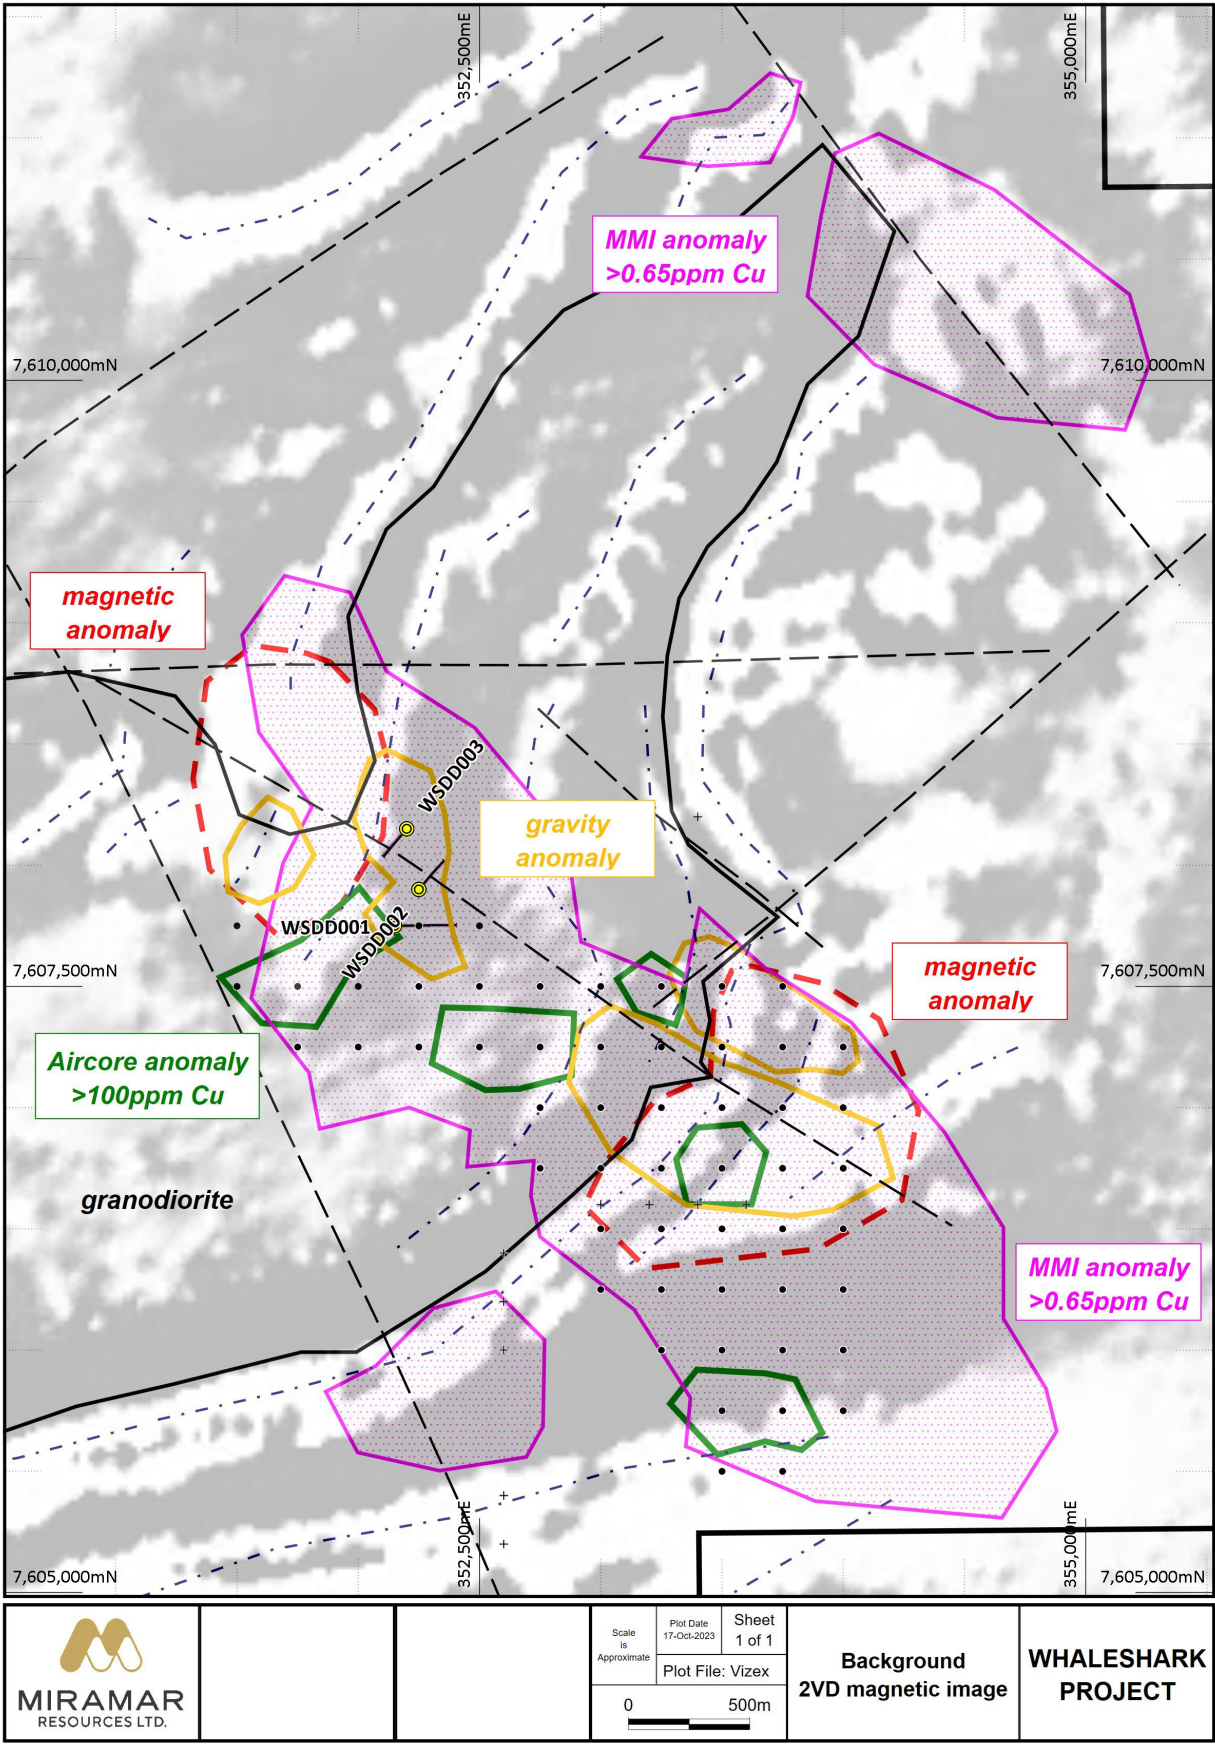 352,500mE
355,000mE
MMI anomaly
>0.65ppm Cu
7,610,000mN
7,610,000mN
magnetic
anomaly
WSDD003
gravity
anomaly
WSDD001
WSDD002
7,607,500mN
magnetic
anomaly
7,607,500mN
Aircore anomaly
>100ppm Cu
granodiorite
MMI anomaly
>0.65ppm Cu
352,500mE
355,000mE
7,605,000mN
7,605,000mN
MIRAMAR
RESOURCES LTD.
Scale
is
Approximate
Plot Date
17-Oct-2023
Sheet
1 of 1
Plot File: Vizex
0 500m
Background
2VD magnetic image
WHALESHARK
PROJECT